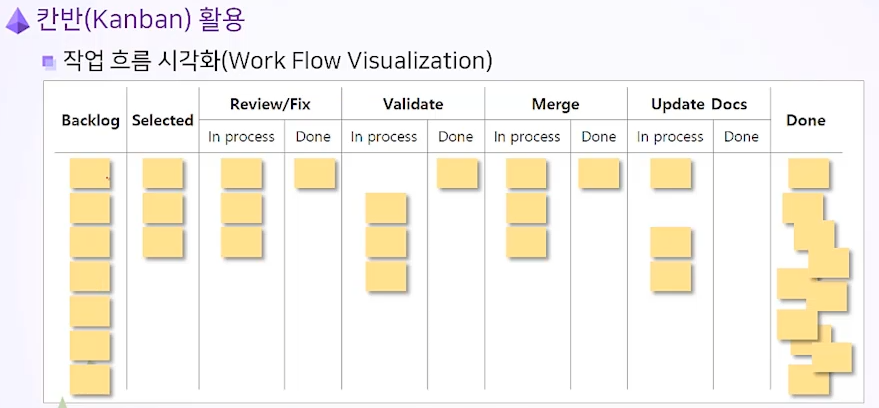 칸반(Kanban) 활용
작업 흐름 시각화(Work Flow Visualization)
Backlog Selected Review/Fix Validate Merge Update Docs Done
In process Done In process Done In process Done In process Done